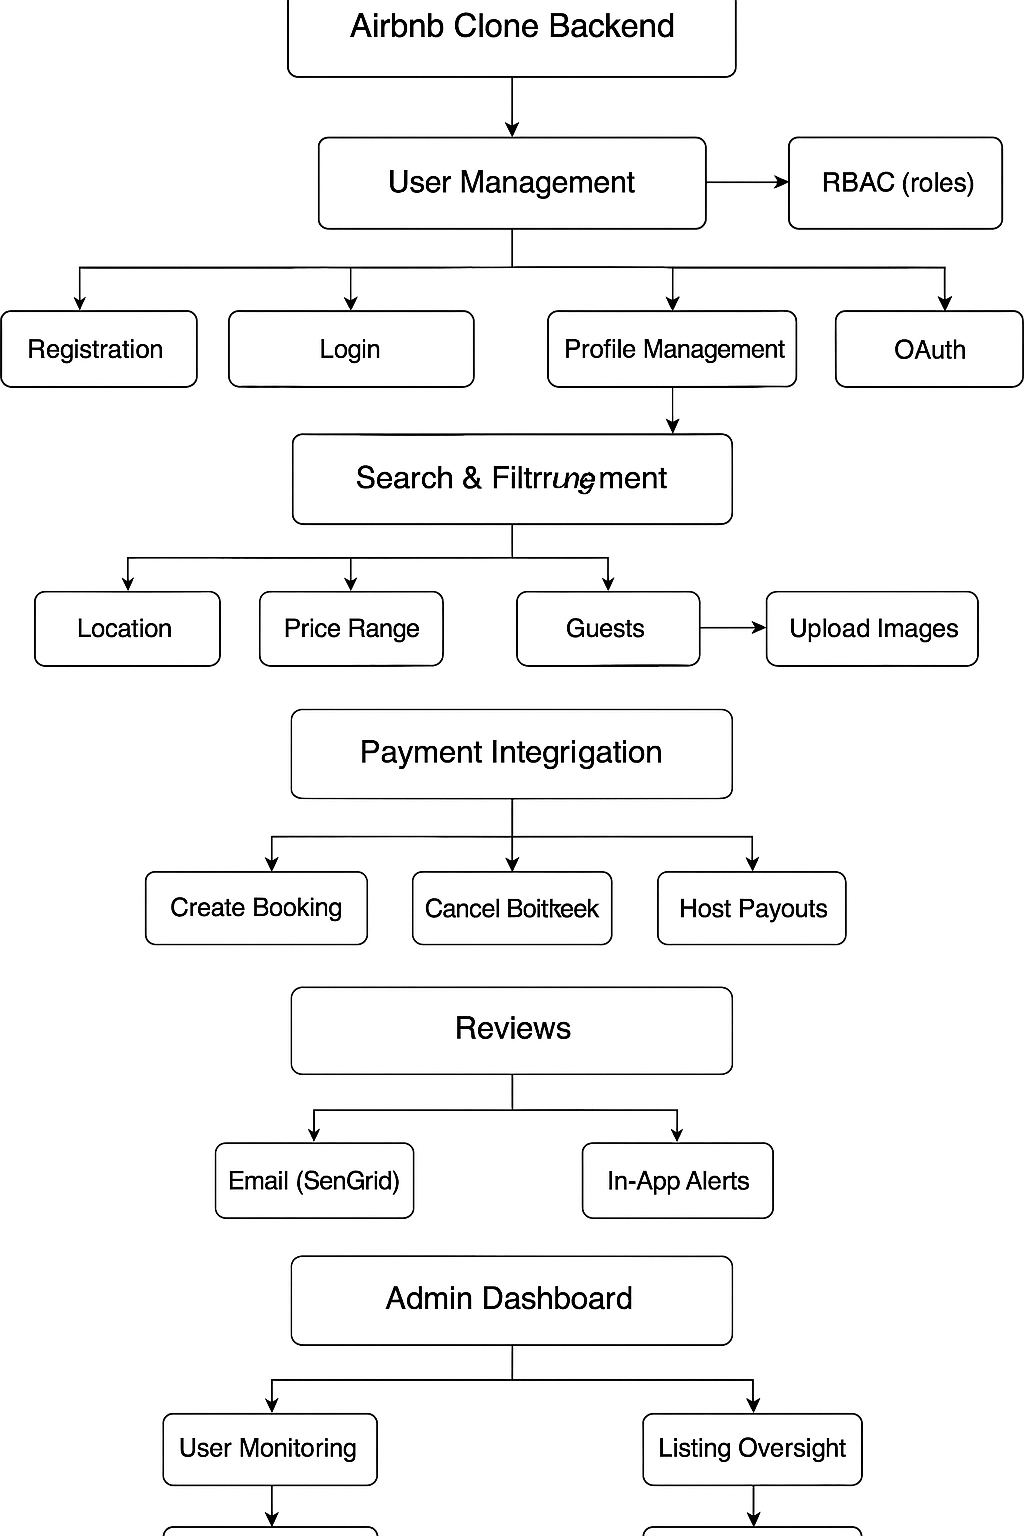 Airbnb Clone Backend
User Management
RBAC (roles)
Registration
Login
Profile Management
OAuth
Search & Filtrrungement
Location
Price Range
Guests
Upload Images
Payment Integrigation
Create Booking
Cancel Boitkeek
Host Payouts
Reviews
Email (SenGrid)
In-App Alerts
Admin Dashboard
User Monitoring
Listing Oversight